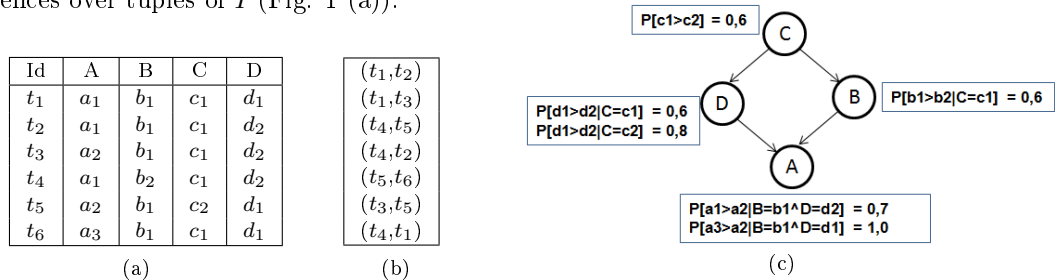 ences over tuples of I (Fig. 1 (a)).
Id A B C D
t1 a1 b1 c1 d1
t2 a1 b1 c1 d2
t3 a2 b1 c1 d2
t4 a1 b2 c1 d2
t5 a2 b1 c2 d1
t6 a3 b1 c1 d1
(a)
(t1,t2)
(t1,t3)
(t4,t5)
(t4,t2)
(t5,t6)
(t3,t5)
(t4,t1)
(b)
P[c1>c2] = 0,6
C
P[d1>d2|C=c1] = 0,6
P[d1>d2|C=c2] = 0,8
D
B
P[b1>b2|C=c1] = 0,6
A
P[a1>a2|B=b1^D=d2] = 0,7
P[a3>a2|B=b1^D=d1] = 1,0
(c)